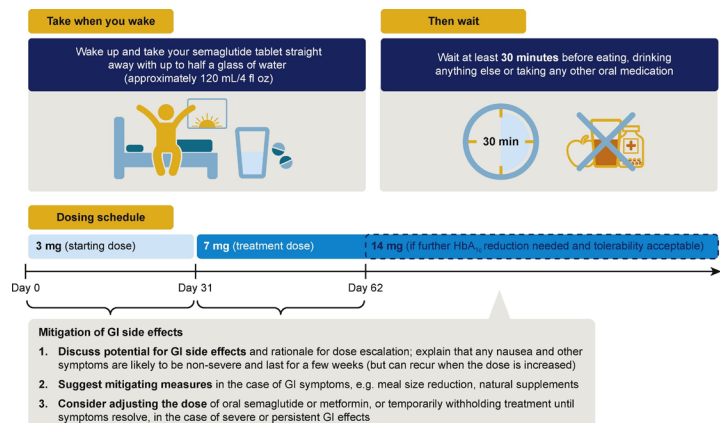 Take when you wake
Wake up and take your semaglutide tablet straight
away with up to half a glass of water
(approximately 120 mL/4 fl oz)
Then wait
Wait at least 30 minutes before eating, drinking
anything else or taking any other oral medication
30 min
Dosing schedule
3 mg (starting dose)
7 mg (treatment dose)
14 mg (if further HbA1c reduction needed and tolerability acceptable)
Day 0
Day 31
Day 62
Mitigation of GI side effects
1. Discuss potential for GI side effects and rationale for dose escalation; explain that any nausea and other
symptoms are likely to be non-severe and last for a few weeks (but can recur when the dose is increased)
2. Suggest mitigating measures in the case of GI symptoms, e.g. meal size reduction, natural supplements
3. Consider adjusting the dose of oral semaglutide or metformin, or temporarily withholding treatment until
symptoms resolve, in the case of severe or persistent GI effects